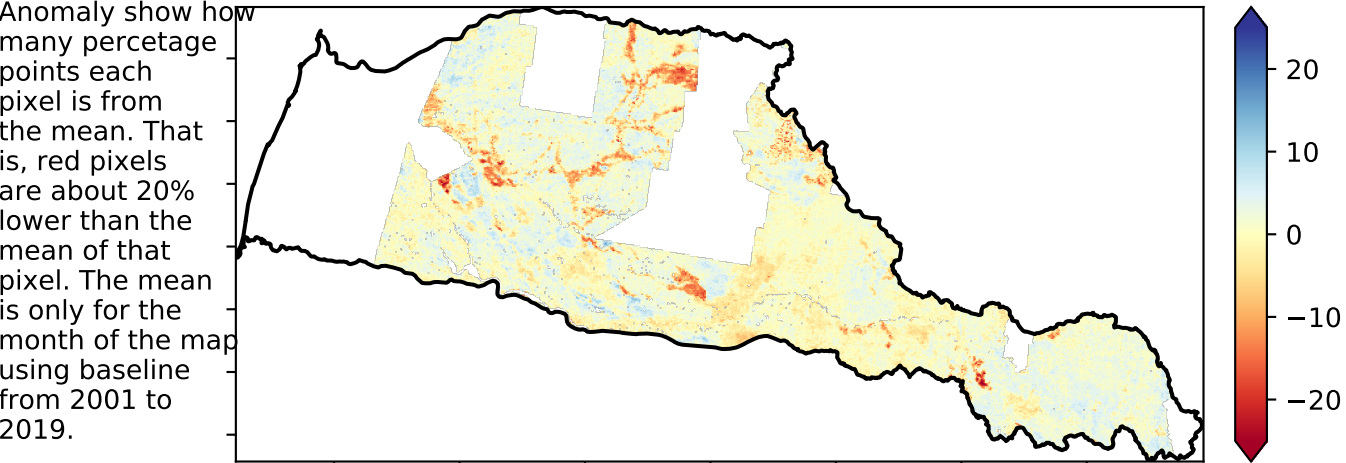 Anomaly show how
many percetage
points each
pixel is from
the mean. That
is, red pixels
are about 20%
lower than the
mean of that
pixel. The mean
is only for the
month of the map
using baseline
from 2001 to
2019.
20
10
0
−10
−20